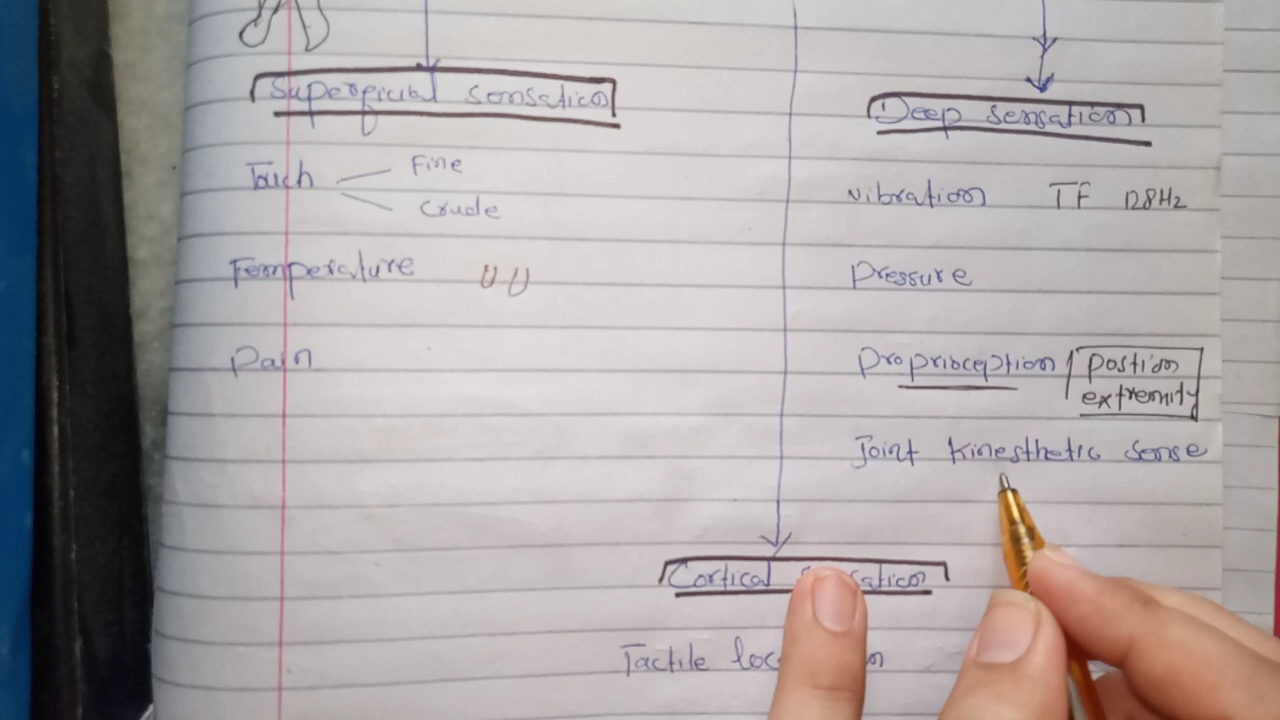 Superficial sensation
Touch
Fine
Crude
Temperature
Pain
Deep sensation
Vibration TF 128Hz
Pressure
Proprioception / Postion
extremity
Joint Kinesthetic sense
Cortical
Tactile